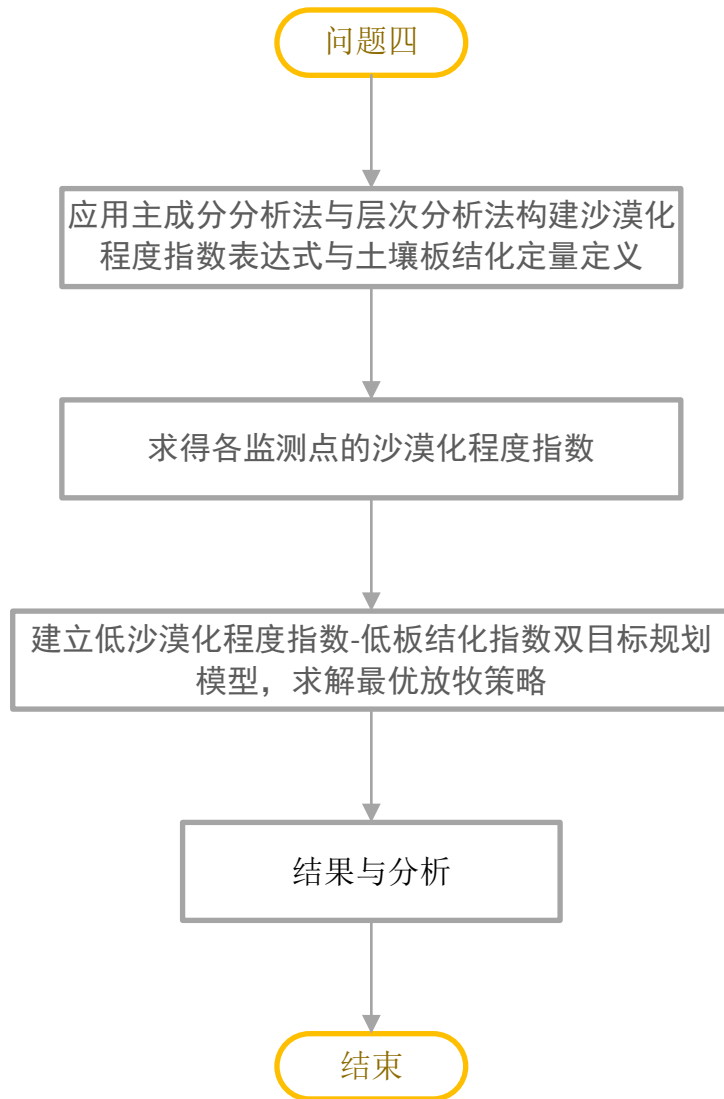 问题四
应用主成分分析法与层次分析法构建沙漠化
程度指数表达式与土壤板结化定量定义
求得各监测点的沙漠化程度指数
建立低沙漠化程度指数-低板结化指数双目标规划
模型，求解最优放牧策略
结果与分析
结束